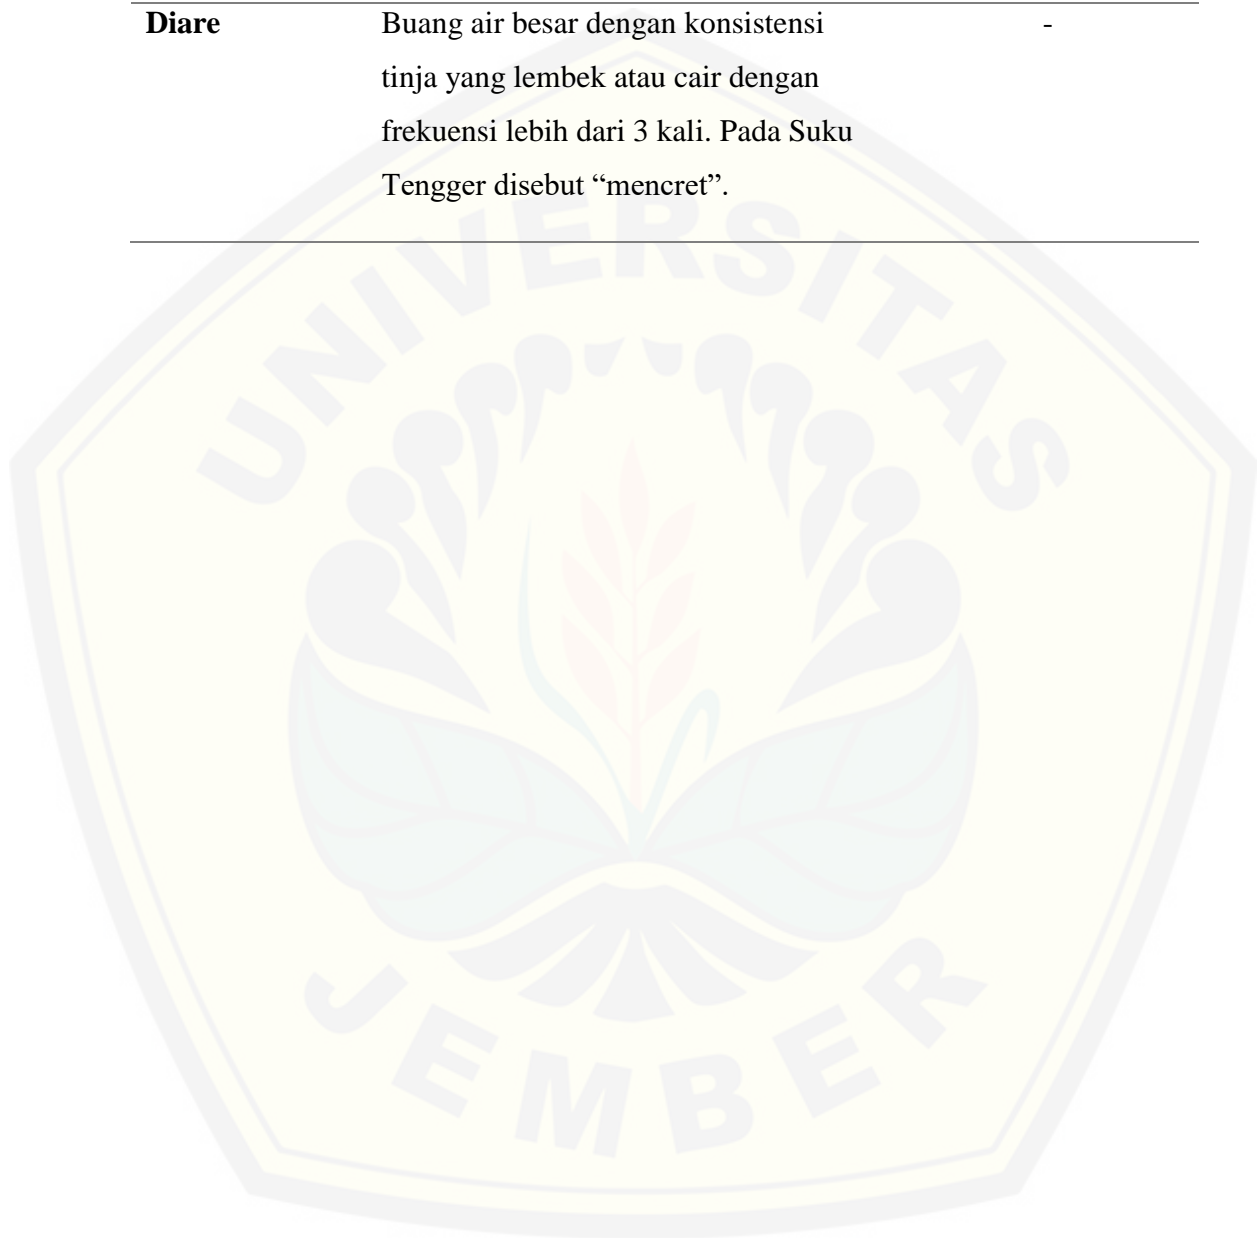 Diare Buang air besar dengan konsistensi -
tinja yang lembek atau cair dengan
frekuensi lebih dari 3 kali. Pada Suku
Tengger disebut “mencret”.
UNIVERSITAS
JEMBER